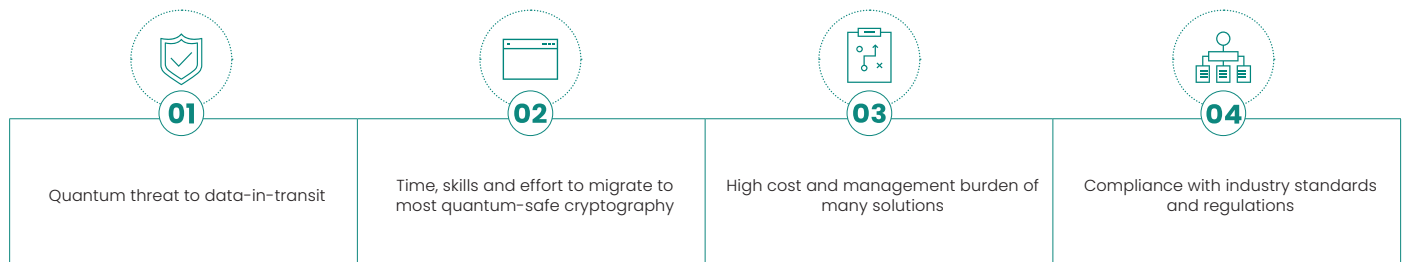 01
Quantum threat to data-in-transit
02
Time, skills and effort to migrate to
most quantum-safe cryptography
03
High cost and management burden of
many solutions
04
Compliance with industry standards
and regulations